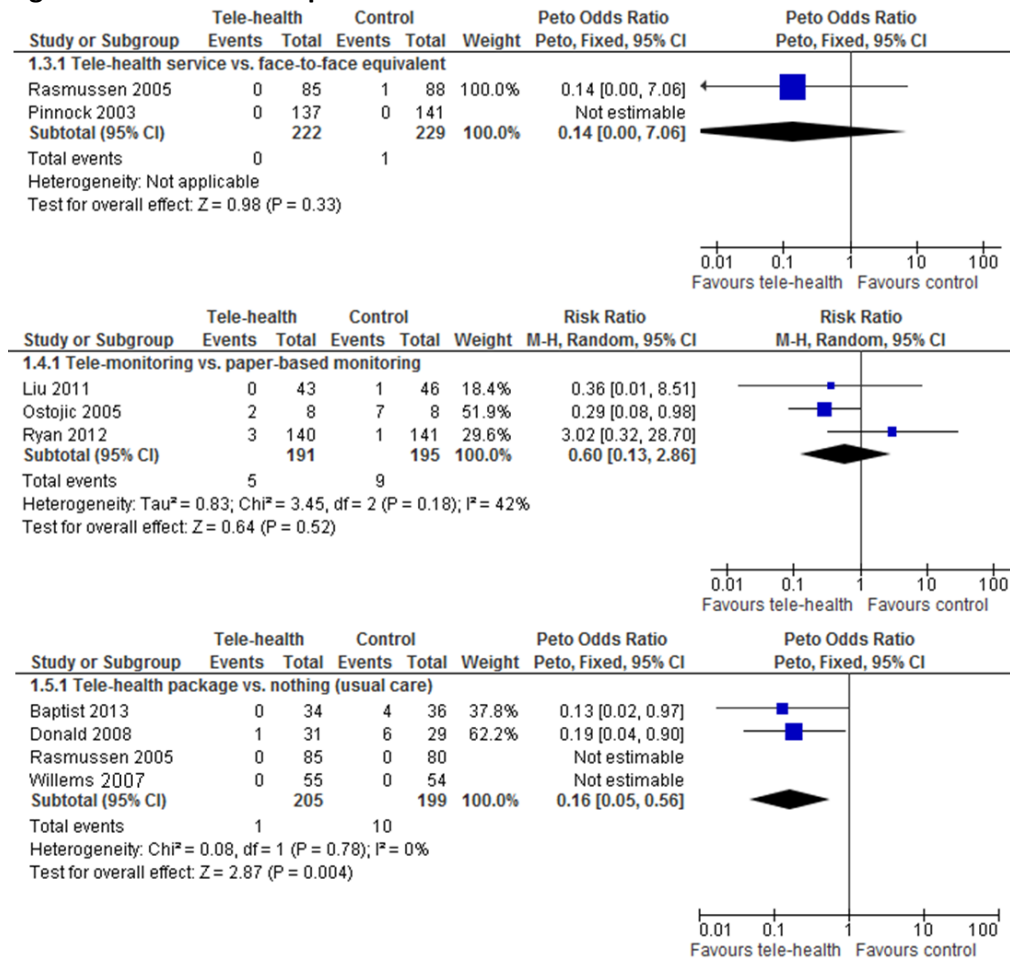 Tele-health Control Peto Odds Ratio Peto Odds Ratio
Study or Subgroup Events Total Events Total Weight Peto, Fixed, 95% CI Peto, Fixed, 95% CI
1.3.1 Tele-health service vs. face-to-face equivalent
Rasmussen 2005 0 85 1 88 100.0% 0.14 [0.00, 7.06]
Pinnock 2003 0 137 0 141 Not estimable
Subtotal (95% CI) 222 229 100.0% 0.14 [0.00, 7.06]
Total events 0 1
Heterogeneity: Not applicable
Test for overall effect: Z = 0.98 (P = 0.33)
0.01 0.1 1 10 100
Favours tele-health Favours control
Tele-health Control Risk Ratio Risk Ratio
Study or Subgroup Events Total Events Total Weight M-H, Random, 95% CI M-H, Random, 95% CI
1.4.1 Tele-monitoring vs. paper-based monitoring
Liu 2011 0 43 1 46 18.4% 0.36 [0.01, 8.51]
Ostojic 2005 2 8 7 8 51.9% 0.29 [0.08, 0.98]
Ryan 2012 3 140 1 141 29.6% 3.02 [0.32, 28.70]
Subtotal (95% CI) 191 195 100.0% 0.60 [0.13, 2.86]
Total events 5 9
Heterogeneity: Tau² = 0.83; Chi² = 3.45, df = 2 (P = 0.18); I² = 42%
Test for overall effect: Z = 0.64 (P = 0.52)
0.01 0.1 1 10 100
Favours tele-health Favours control
Tele-health Control Peto Odds Ratio Peto Odds Ratio
Study or Subgroup Events Total Events Total Weight Peto, Fixed, 95% CI Peto, Fixed, 95% CI
1.5.1 Tele-health package vs. nothing (usual care)
Baptist 2013 0 34 4 36 37.8% 0.13 [0.02, 0.97]
Donald 2008 1 31 6 29 62.2% 0.19 [0.04, 0.90]
Rasmussen 2005 0 85 0 80 Not estimable
Willems 2007 0 55 0 54 Not estimable
Subtotal (95% CI) 205 199 100.0% 0.16 [0.05, 0.56]
Total events 1 10
Heterogeneity: Chi² = 0.08, df = 1 (P = 0.78); I² = 0%
Test for overall effect: Z = 2.87 (P = 0.004)
0.01 0.1 1 10 100
Favours tele-health Favours control